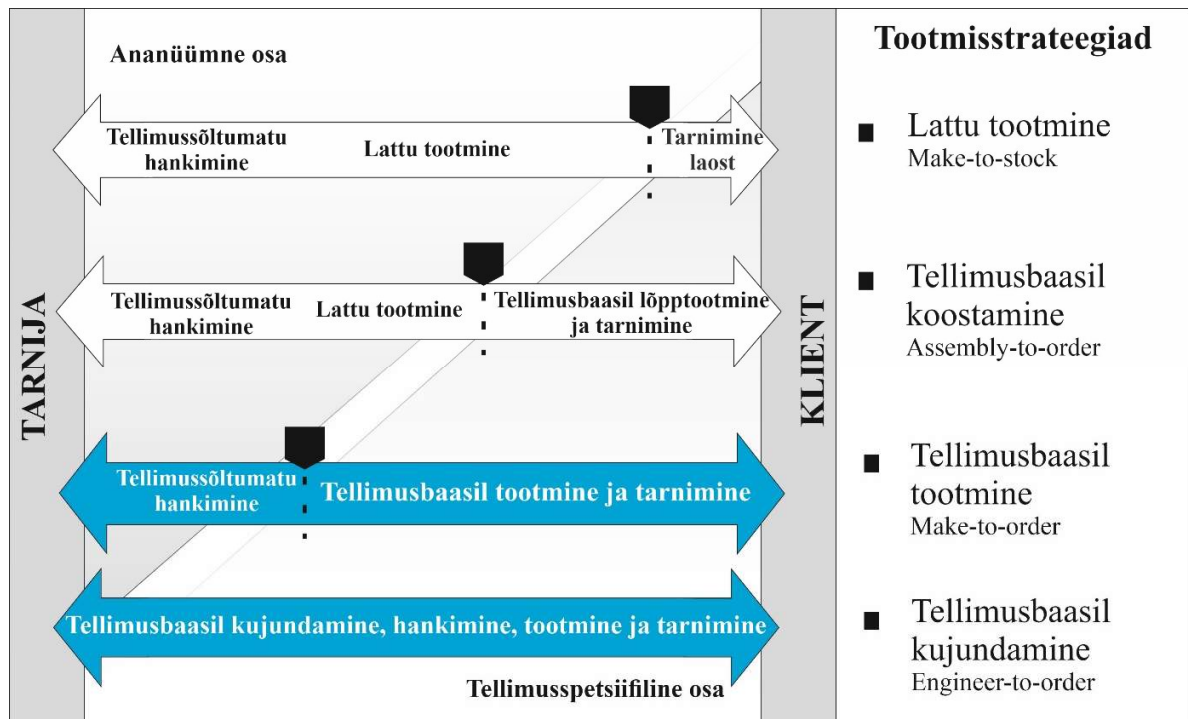 Ananüümne osa
Tellimussõltumatu
hankimine
Lattu tootmine
Tarnimine
laost
Tellimussõltumatu
hankimine
Lattu tootmine
Tellimusbaasil lõpptootmine
ja tarnimine
Tellimussõltumatu
hankimine
Tellimusbaasil tootmine ja tarnimine
Tellimusbaasil kujundamine, hankimine, tootmine ja tarnimine
Tellimusspetsiifiline osa
TARNIJA
KLIENT
Tootmisstrateegiad
Lattu tootmine
Make-to-stock
Tellimusbaasil
koostamine
Assembly-to-order
Tellimusbaasil
tootmine
Make-to-order
Tellimusbaasil
kujundamine
Engineer-to-order